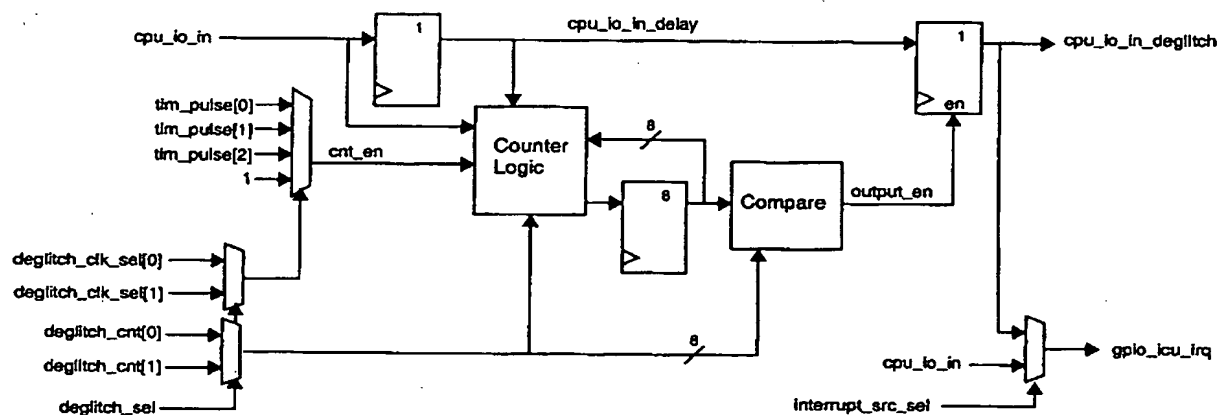 cpu_io_in
1
cpu_io_in_delay
1
cpu_io_in_deglitch
en
tim_pulse[0]
tim_pulse[1]
tim_pulse[2]
1
cnt_en
Counter
Logic
8
8
Compare
output_en
deglitch_clk_sel[0]
deglitch_clk_sel[1]
deglitch_cnt[0]
deglitch_cnt[1]
8
deglitch_sel
cpu_io_in
gpio_icu_irq
interrupt_src_sel